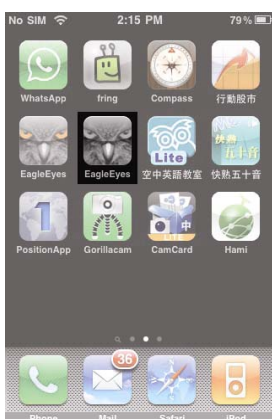 No SIM 2:15 PM 79%
WhatsApp fring Compass 行動股市
快熟
五十音
Lite
EagleEyes EagleEyes 空中英語教室 快熟五十音
1
中
PositionApp Gorillacam CamCard Hami
36
Phone Mail Safari iPod